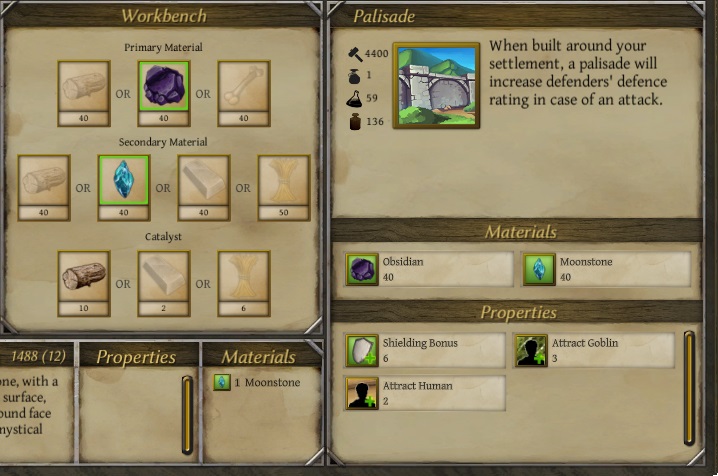 Workbench
Primary Material
OR
OR
40
40
40
Secondary Material
OR
OR
OR
40
40
40
50
Catalyst
OR
OR
10
2
6
1488 (12)
one, with a
surface,
ound face
nystical
Properties
Materials
1 Moonstone
Palisade
4400
1
59
136
When built around your
settlement, a palisade will
increase defenders' defence
rating in case of an attack.
Materials
Obsidian
40
Moonstone
40
Properties
Shielding Bonus
6
Attract Goblin
3
Attract Human
2